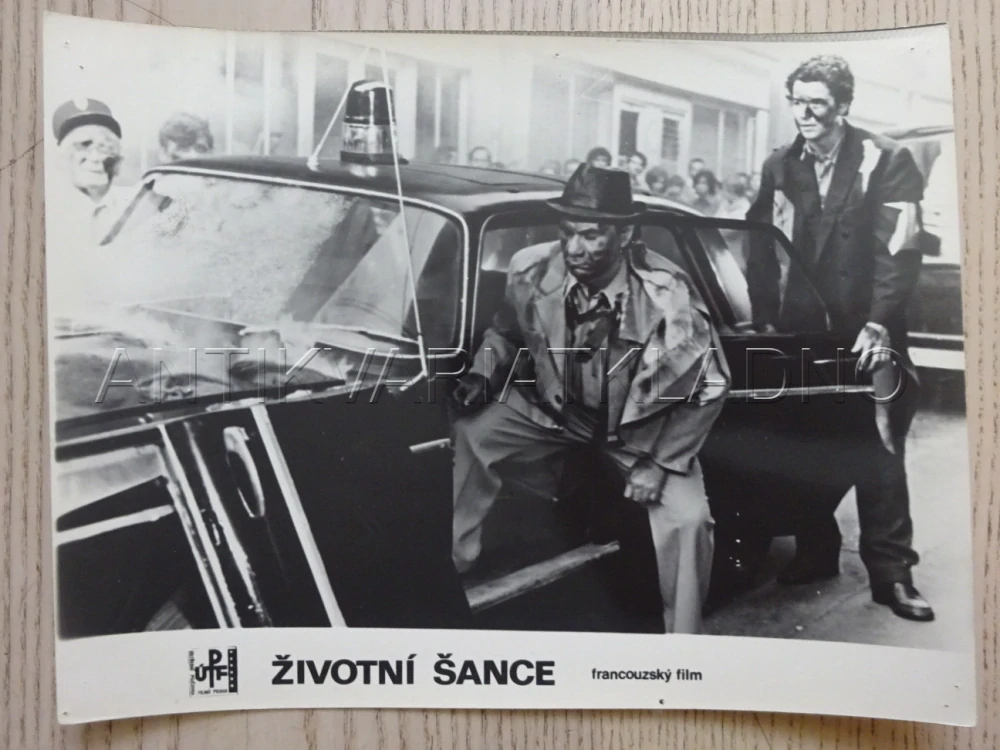 ANTIKVARIATKLADNO
ÚPF
ŽIVOTNÍ ŠANCE
francouzský film